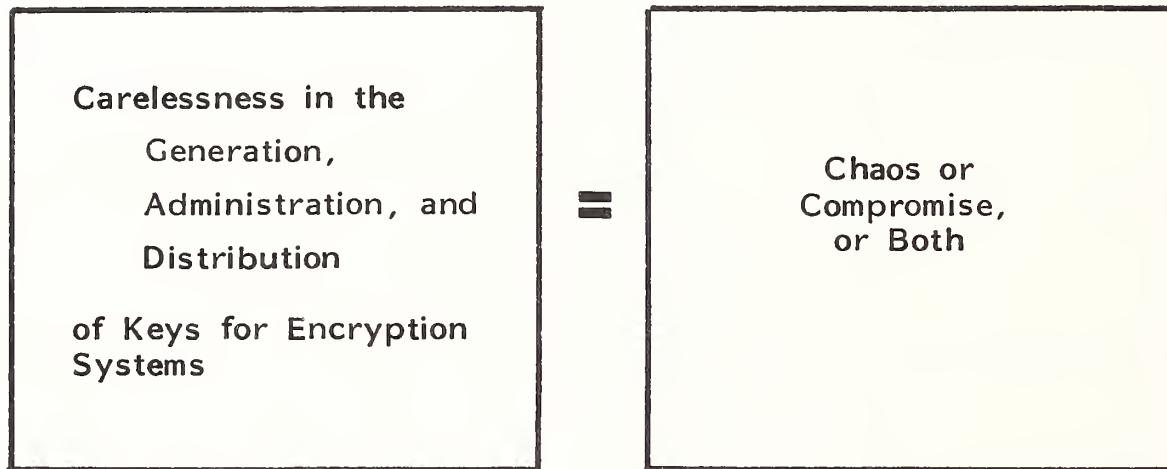 Carelessness in the
Generation,
Administration, and
Distribution
of Keys for Encryption
Systems
=
Chaos or
Compromise,
or Both